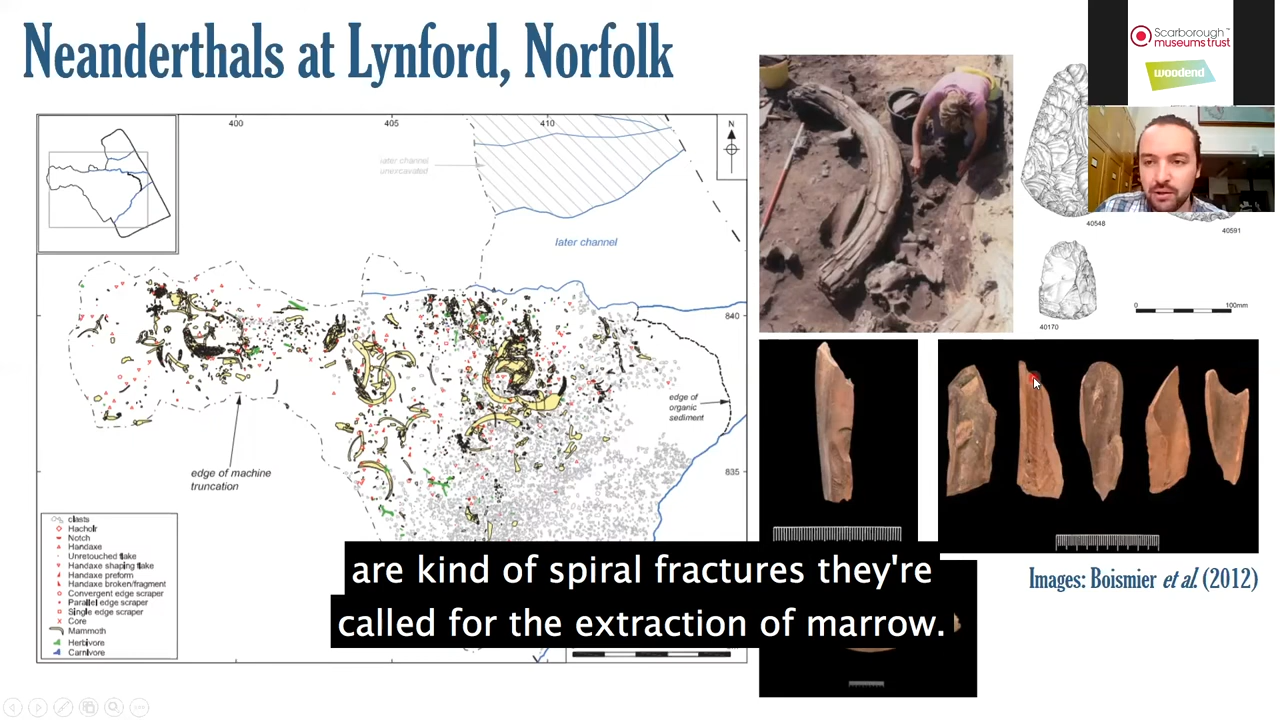 Neanderthals at Lynford, Norfolk
Scarborough™
museums trust
woodend
400
405
410
N
later channel
unexcavated
later channel
840
edge of
organic
sediment
835
edge of machine
truncation
clasts
Hachoir
Notch
Handaxe
Unretouched flake
Handaxe shaping flake
Handaxe preform
Handaxe broken/fragment
Convergent edge scraper
Parallel edge scraper
Single edge scraper
Core
Mammoth
Herbivore
Carnivore
40548
40591
40170
0
100mm
Images: Boismier et al. (2012)
are kind of spiral fractures they're
called for the extraction of marrow.